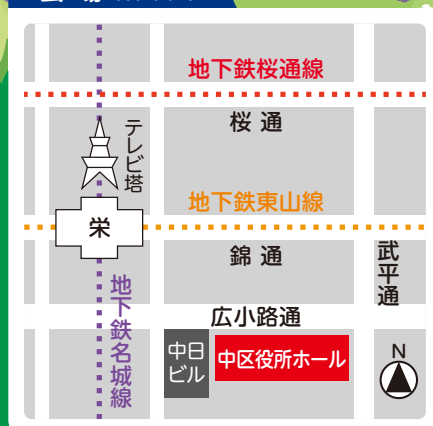 地下鉄桜通線
桜通
テレビ塔
地下鉄東山線
栄
錦通
武平通
地下鉄名城線
広小路通
中日
ビル
中区役所ホール
N